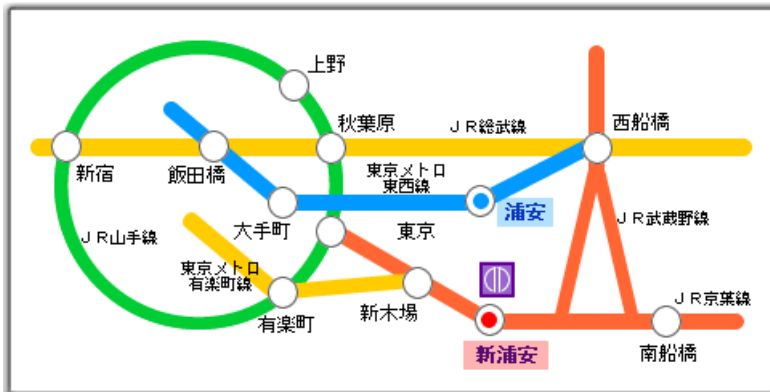 上野
秋葉原
ＪＲ総武線
西船橋
新宿
飯田橋
東京メトロ
東西線
大手町
浦安
ＪＲ山手線
東京
ＪＲ武蔵野線
東京メトロ
有楽町線
有楽町
新木場
ＪＲ京葉線
新浦安
南船橋